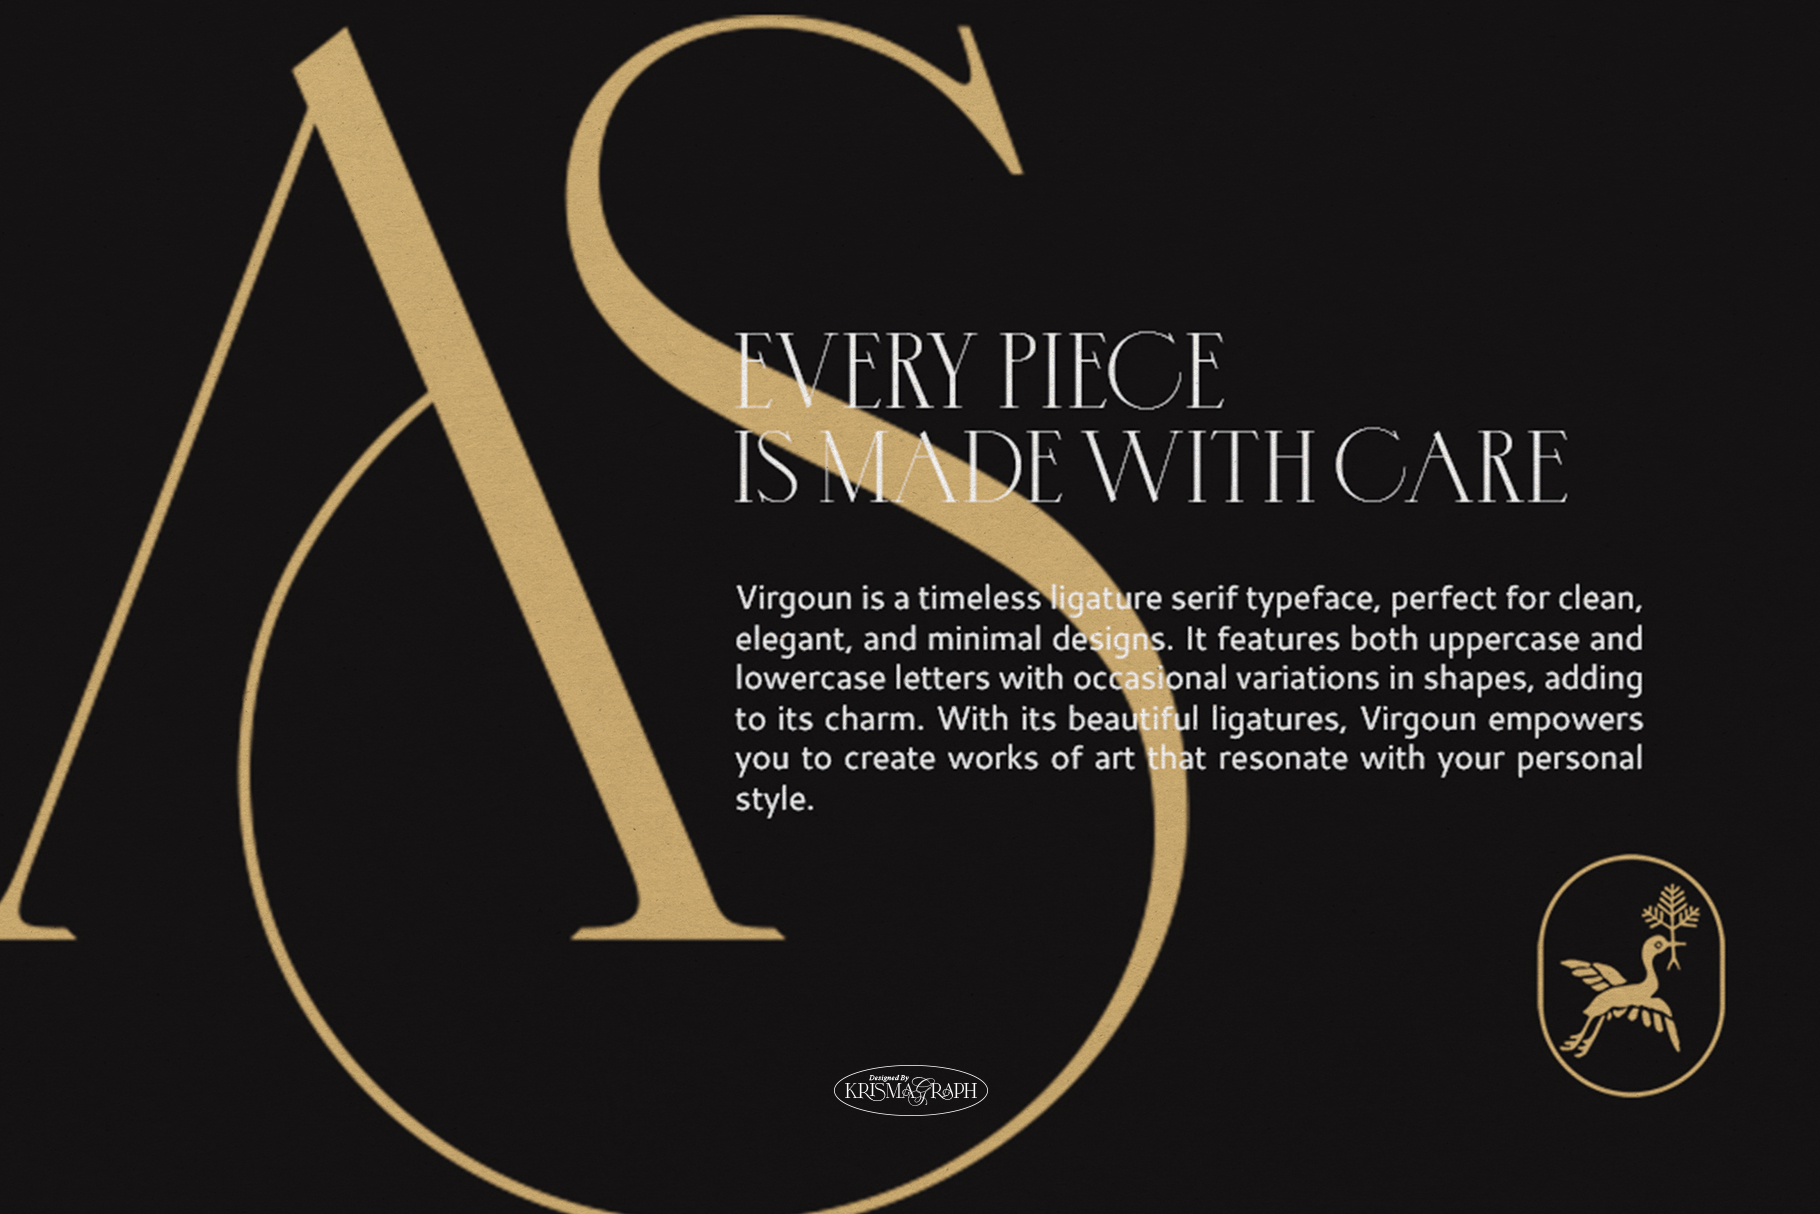 AS
EVERY PIECE
IS MADE WITH CARE
Virgoun is a timeless ligature serif typeface, perfect for clean,
elegant, and minimal designs. It features both uppercase and
lowercase letters with occasional variations in shapes, adding
to its charm. With its beautiful ligatures, Virgoun empowers
you to create works of art that resonate with your personal
style.
Designed By
KRISMAGRAPH